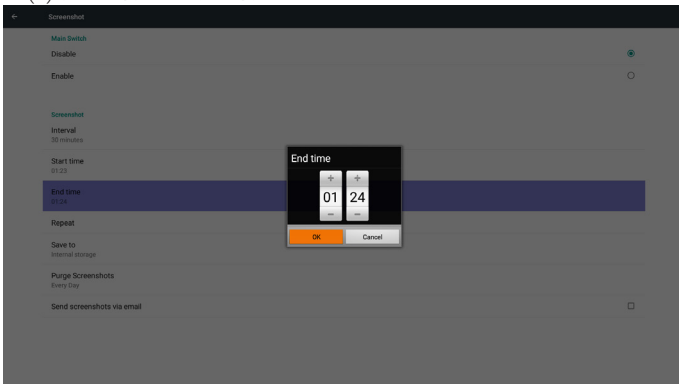 Screenshot
Main Switch
Disable
Enable
Screenshot
Interval
30 minutes
Start time
01:23
End time
01:24
Repeat
Save to
Internal storage
Purge Screenshots
Every Day
Send screenshots via email
End time
+ +
01 24
− −
OK Cancel